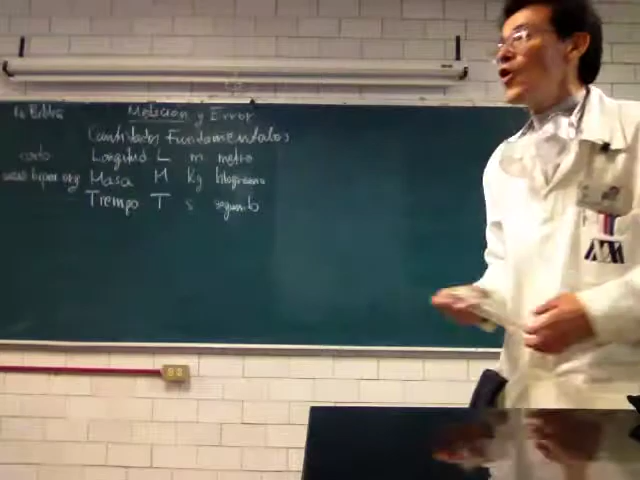 Medicion y Error
Cantidades Fundamentales
Longitud L m metro
Masa M Kg kilogramo
Tiempo T s segundo